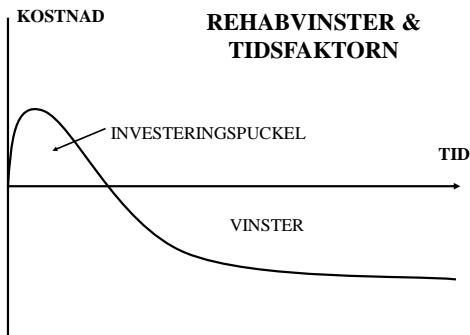 KOSTNAD
REHABVINSTER &
TIDSFAKTORN
INVESTERINGSPUCKEL
TID
VINSTER